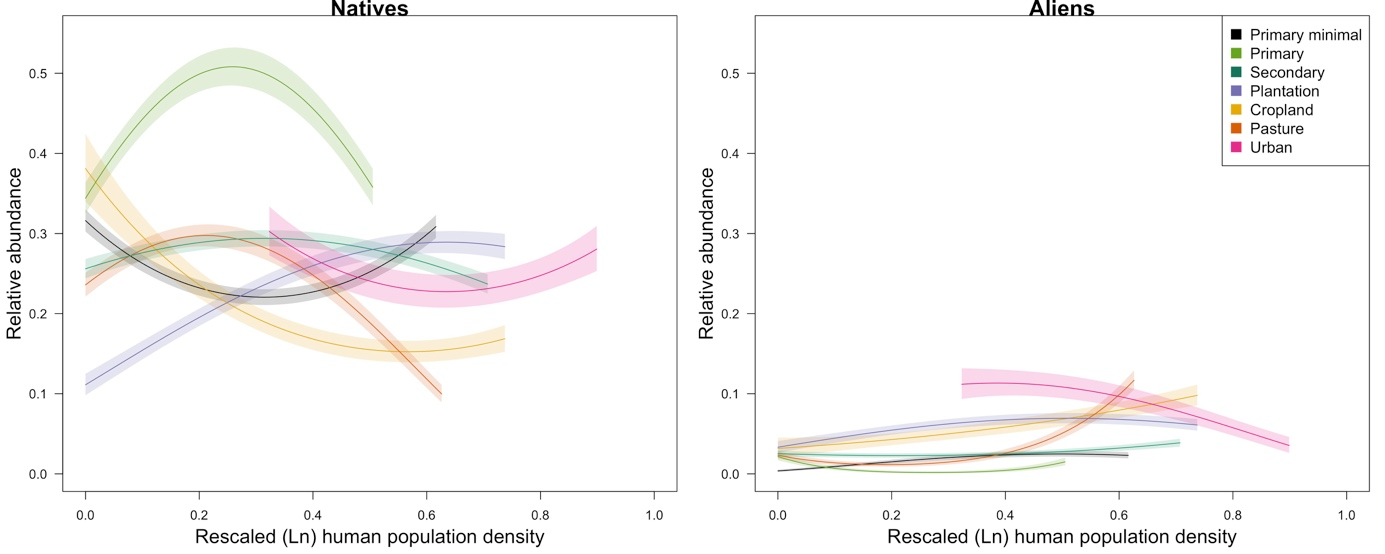 Natives
Relative abundance
0.5
0.4
0.3
0.2
0.1
0.0
0.0 0.2 0.4 0.6 0.8 1.0
Rescaled (Ln) human population density
Aliens
Relative abundance
0.5
0.4
0.3
0.2
0.1
0.0
0.0 0.2 0.4 0.6 0.8 1.0
Rescaled (Ln) human population density
Primary minimal
Primary
Secondary
Plantation
Cropland
Pasture
Urban